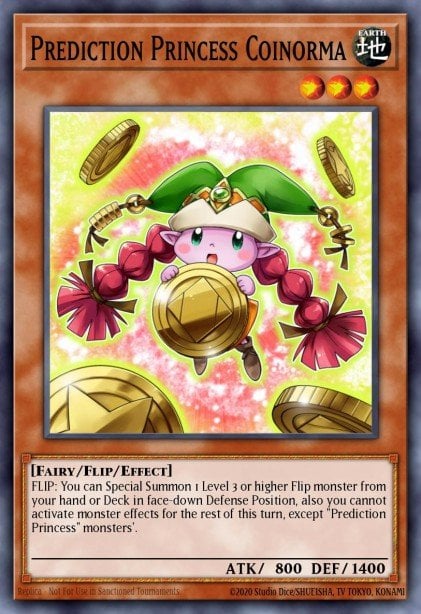 Prediction Princess Coinorma
EARTH
地
[Fairy/Flip/Effect]
FLIP: You can Special Summon 1 Level 3 or higher Flip monster from
your hand or Deck in face-down Defense Position, also you cannot
activate monster effects for the rest of this turn, except "Prediction
Princess" monsters'.
ATK/ 800 DEF/1400
Replica - Not For Use in Sanctioned Tournaments
©2020 Studio Dice/SHUEISHA, TV TOKYO, KONAMI